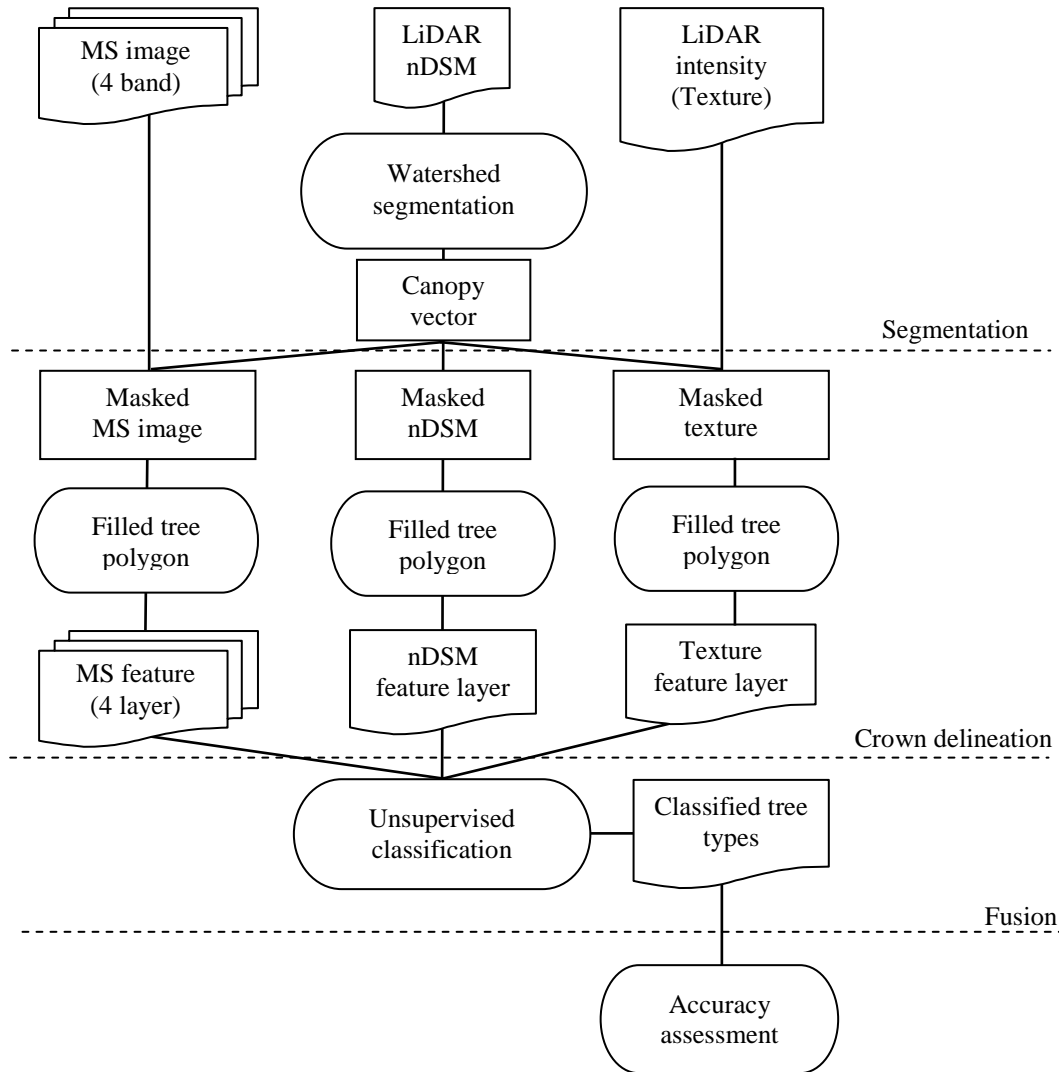 MS image
(4 band)
LiDAR
nDSM
LiDAR
intensity
(Texture)
Watershed
segmentation
Canopy
vector
Segmentation
Masked
MS image
Masked
nDSM
Masked
texture
Filled tree
polygon
Filled tree
polygon
Filled tree
polygon
MS feature
(4 layer)
nDSM
feature layer
Texture
feature layer
Crown delineation
Unsupervised
classification
Classified tree
types
Fusion
Accuracy
assessment